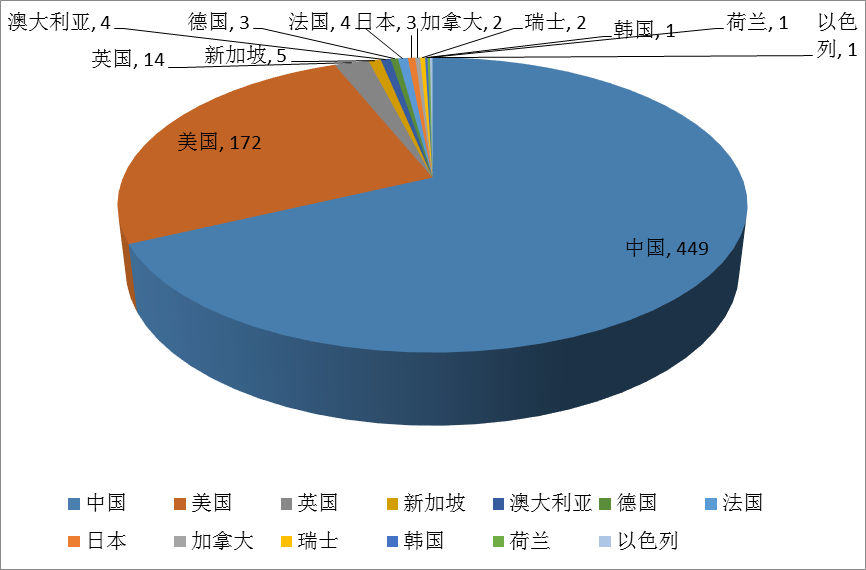 澳大利亚, 4
德国, 3
法国, 4
日本, 3
加拿大, 2
瑞士, 2
韩国, 1
荷兰, 1
以色
列, 1
英国, 14
新加坡, 5
美国, 172
中国, 449
中国 美国 英国 新加坡 澳大利亚 德国 法国
日本 加拿大 瑞士 韩国 荷兰 以色列